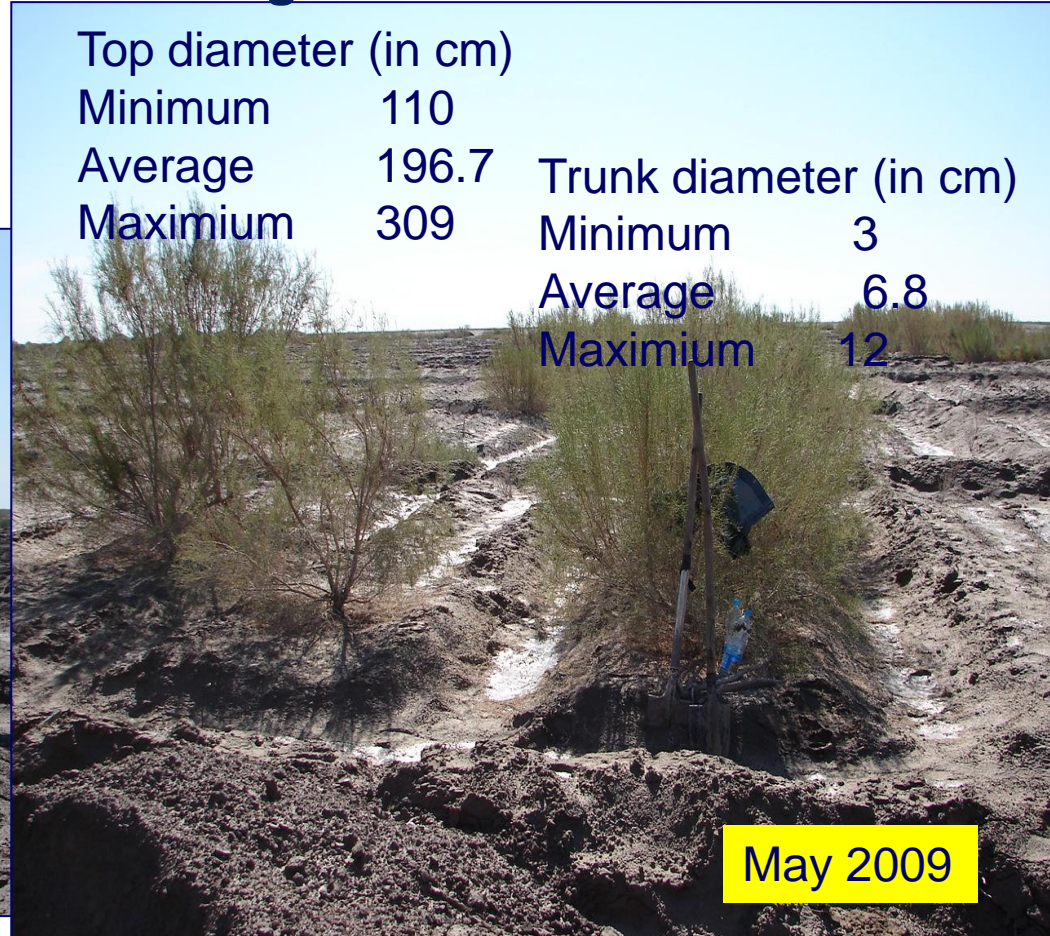 Top diameter (in cm)
Minimum 110
Average 196.7
Maximium 309
Trunk diameter (in cm)
Minimum 3
Average 6.8
Maximium 12
May 2009